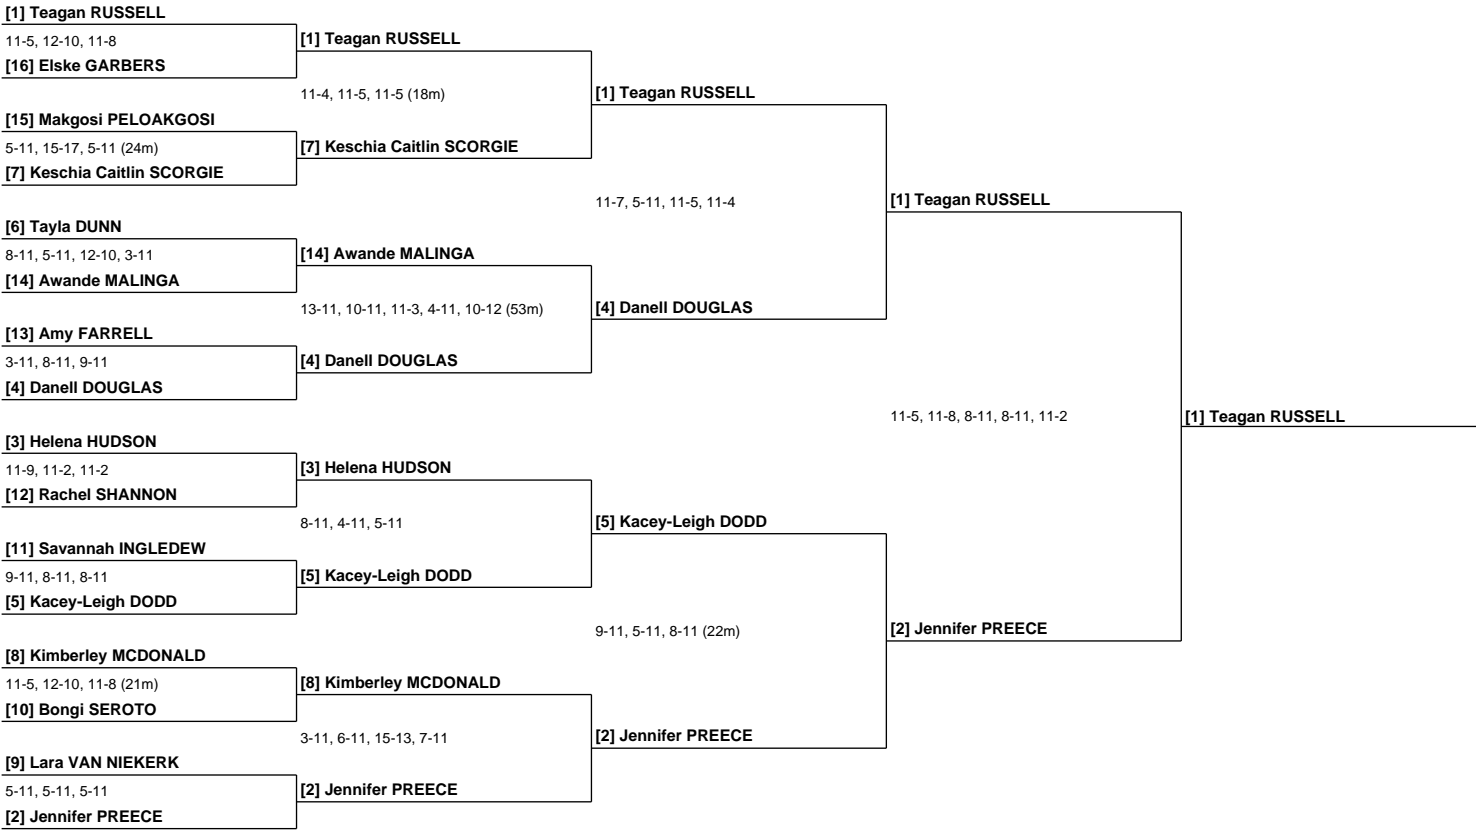 [1] Teagan RUSSELL
11-5, 12-10, 11-8
[16] Elske GARBERS
[15] Makgosi PELOAKGOSI
5-11, 15-17, 5-11 (24m)
[7] Keschia Caitlin SCORGIE
[6] Tayla DUNN
8-11, 5-11, 12-10, 3-11
[14] Awande MALINGA
[13] Amy FARRELL
3-11, 8-11, 9-11
[4] Danell DOUGLAS
[3] Helena HUDSON
11-9, 11-2, 11-2
[12] Rachel SHANNON
[11] Savannah INGLEDEW
9-11, 8-11, 8-11
[5] Kacey-Leigh DODD
[8] Kimberley MCDONALD
11-5, 12-10, 11-8 (21m)
[10] Bongi SEROTO
[9] Lara VAN NIEKERK
5-11, 5-11, 5-11
[2] Jennifer PREECE
[1] Teagan RUSSELL
11-4, 11-5, 11-5 (18m)
[7] Keschia Caitlin SCORGIE
[14] Awande MALINGA
13-11, 10-11, 11-3, 4-11, 10-12 (53m)
[4] Danell DOUGLAS
[3] Helena HUDSON
8-11, 4-11, 5-11
[5] Kacey-Leigh DODD
[8] Kimberley MCDONALD
3-11, 6-11, 15-13, 7-11
[2] Jennifer PREECE
[1] Teagan RUSSELL
11-7, 5-11, 11-5, 11-4
[4] Danell DOUGLAS
[5] Kacey-Leigh DODD
9-11, 5-11, 8-11 (22m)
[2] Jennifer PREECE
[1] Teagan RUSSELL
11-5, 11-8, 8-11, 8-11, 11-2
[2] Jennifer PREECE
[1] Teagan RUSSELL